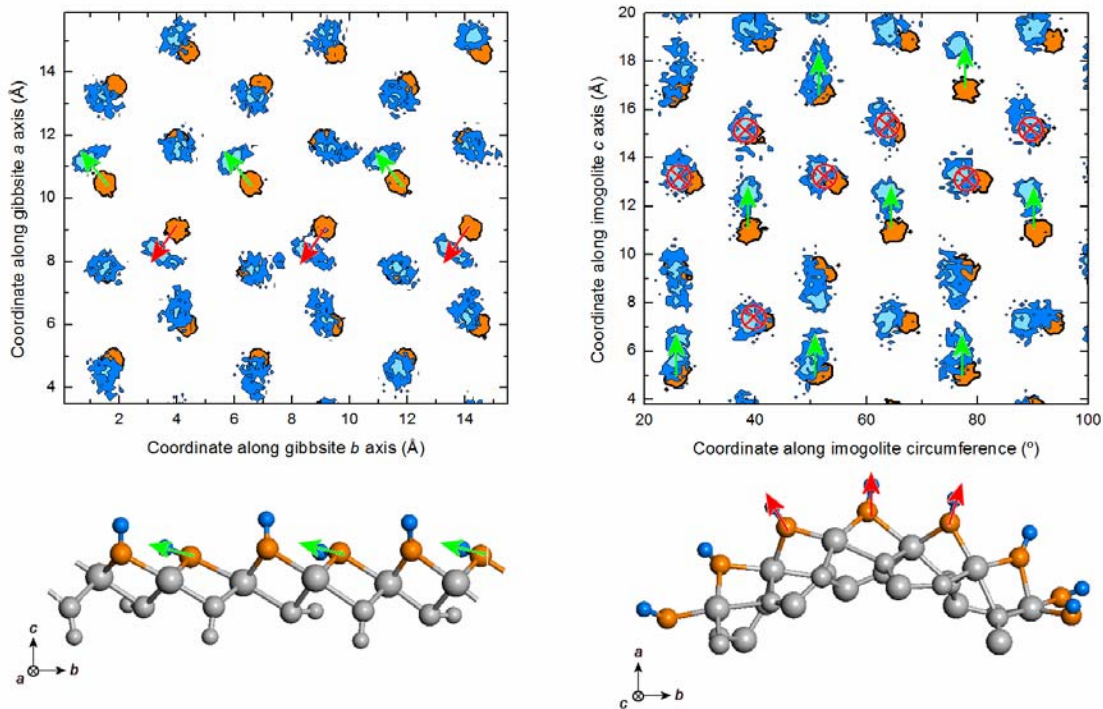 Coordinate along gibbsite a axis (Å)
14
12
10
8
6
4
2
4
6
8
10
12
14
Coordinate along gibbsite b axis (Å)
Coordinate along imogolite c axis (Å)
20
18
16
14
12
10
8
6
4
20
40
60
80
100
Coordinate along imogolite circumference (º)
c
a
b
a
c
b